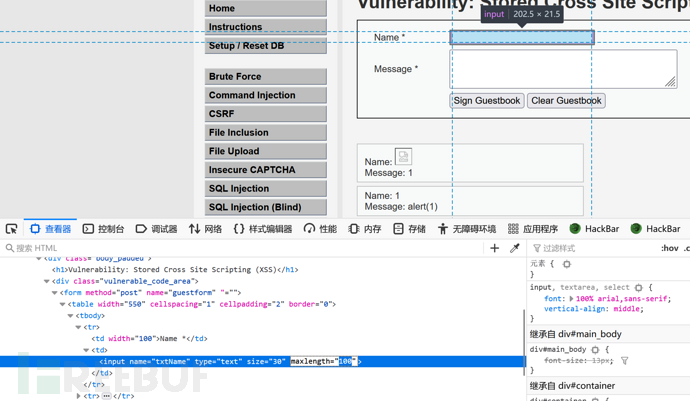 Home
Instructions
Setup / Reset DB
Brute Force
Command Injection
CSRF
File Inclusion
File Upload
Insecure CAPTCHA
SQL Injection
SQL Injection (Blind)
Vulnerability: Stored Cross Site Scripti
input 202.5 × 21.5
Name *
Message *
Sign Guestbook Clear Guestbook
Name:
Message: 1
Name: 1
Message: alert(1)
查看器 控制台 调试器 网络 样式编辑器 性能 内存 存储 无障碍环境 应用程序 HackBar HackBar
搜索 HTML
<div class="body_padded">
<h1>Vulnerability: Stored Cross Site Scripting (XSS)</h1>
<div class="vulnerable_code_area">
<form method="post" name="guestform" "="">
<table width="550" cellspacing="1" cellpadding="2" border="0">
<tbody>
<tr>
<td width="100">Name *</td>
<td>
<input name="txtName" type="text" size="30" maxlength="100">
</td>
</tr>
<tr> </tr>
过滤样式 :hov .c
元素 {
}
input, textarea, select {
font: 100% arial,sans-serif;
vertical-align: middle;
}
继承自 div#main_body
div#main_body {
font-size: 13px;
}
继承自 div#container
div#container {
FREEBUF